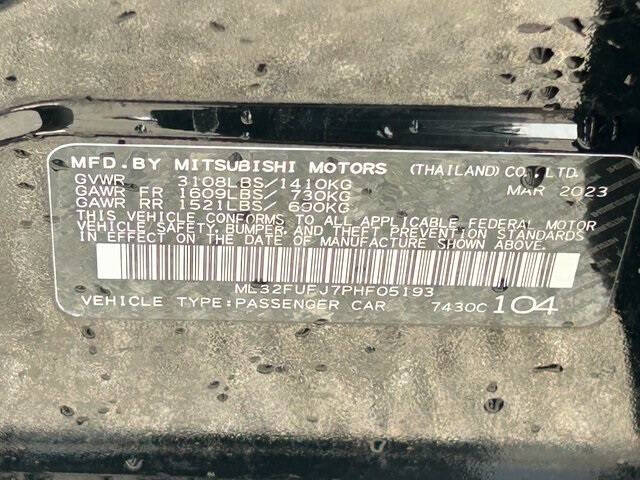 MFD. BY MITSUBISHI MOTORS (THAILAND) CO., LTD.
GVWR 3108LBS/1410KG MAR 2023
GAWR FR 1609LBS/ 730KG
GAWR RR 1521LBS/ 690KG
THIS VEHICLE CONFORMS TO ALL APPLICABLE FEDERAL MOTOR
VEHICLE SAFETY, BUMPER, AND THEFT PREVENTION STANDARDS
IN EFFECT ON THE DATE OF MANUFACTURE SHOWN ABOVE.
ML32FUFJ7PHF05193
VEHICLE TYPE:PASSENGER CAR 7430C 104